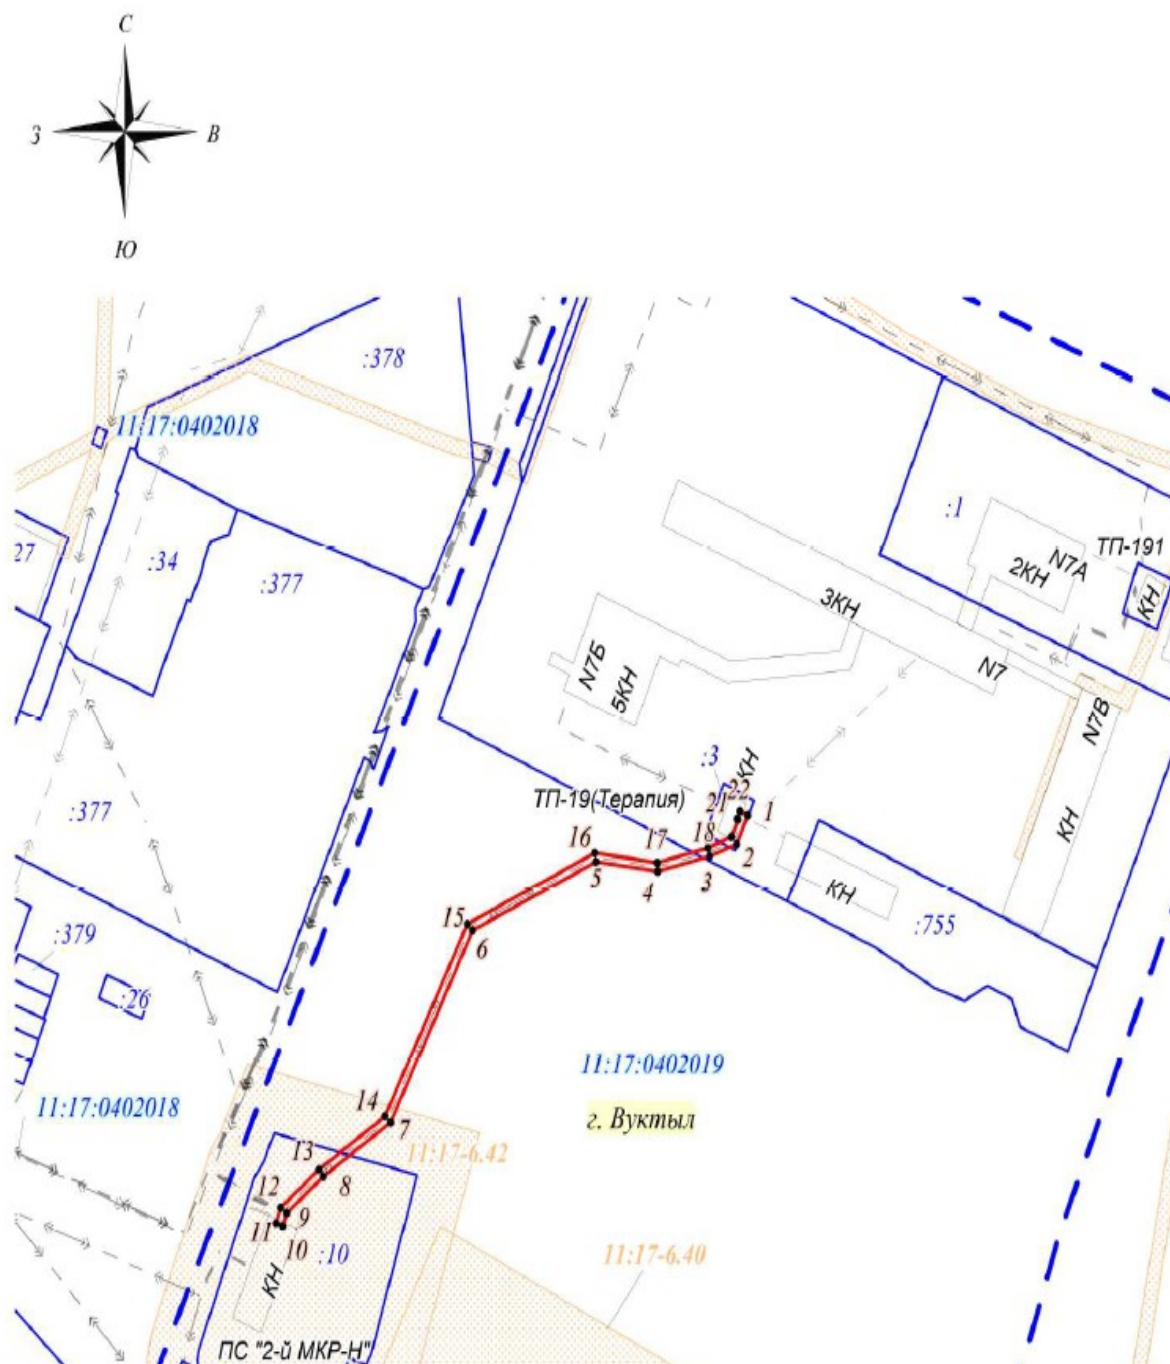 С
З
В
Ю
:378
11:17:0402018
:1
ТП-191
N7А
2КН
КН
27
:34
:377
3КН
N7Б
5КН
N7
N7В
:3
КН
ТП-19(Терапия)
21
22
1
:377
16
17
18
2
5
4
3
КН
КН
15
6
:755
:379
:26
11:17:0402019
11:17:0402018
г. Вуктыл
14
7
11:17-6.42
13
8
12
9
11
10
:10
11:17-6.40
КН
ПС "2-й МКР-Н"